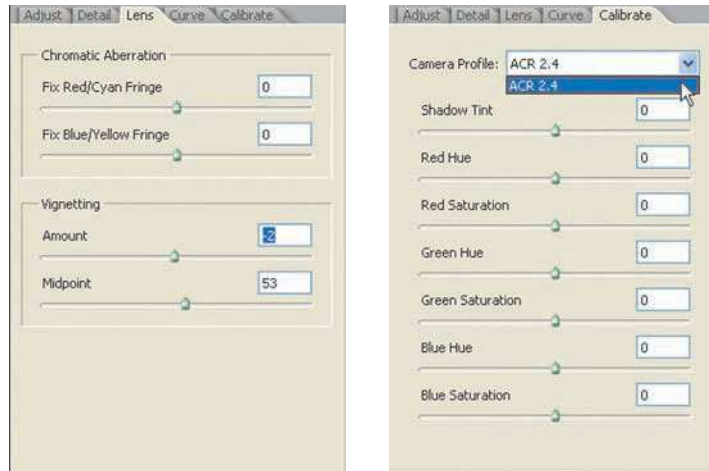 Adjust Detail Lens Curve Calibrate
Chromatic Aberration
Fix Red/Cyan Fringe 0
Fix Blue/Yellow Fringe 0
Vignetting
Amount -2
Midpoint 53
Adjust Detail Lens Curve Calibrate
Camera Profile: ACR 2.4
ACR 2.4
Shadow Tint 0
Red Hue 0
Red Saturation 0
Green Hue 0
Green Saturation 0
Blue Hue 0
Blue Saturation 0